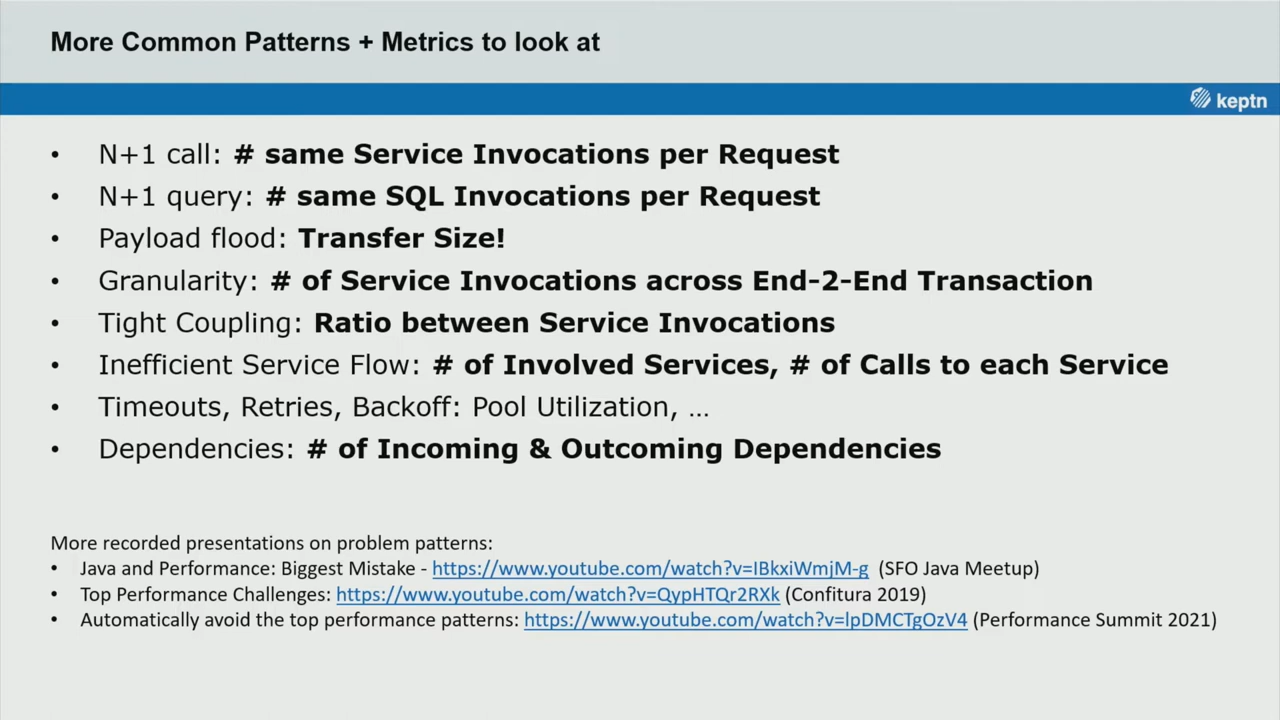 More Common Patterns + Metrics to look at
keptn
• N+1 call: # same Service Invocations per Request
• N+1 query: # same SQL Invocations per Request
• Payload flood: Transfer Size!
• Granularity: # of Service Invocations across End-2-End Transaction
• Tight Coupling: Ratio between Service Invocations
• Inefficient Service Flow: # of Involved Services, # of Calls to each Service
• Timeouts, Retries, Backoff: Pool Utilization, …
• Dependencies: # of Incoming & Outcoming Dependencies
More recorded presentations on problem patterns:
• Java and Performance: Biggest Mistake - https://www.youtube.com/watch?v=IBkxiWmjM-g (SFO Java Meetup)
• Top Performance Challenges: https://www.youtube.com/watch?v=QypHTQr2RXk (Confitura 2019)
• Automatically avoid the top performance patterns: https://www.youtube.com/watch?v=lpDMCTgOzV4 (Performance Summit 2021)